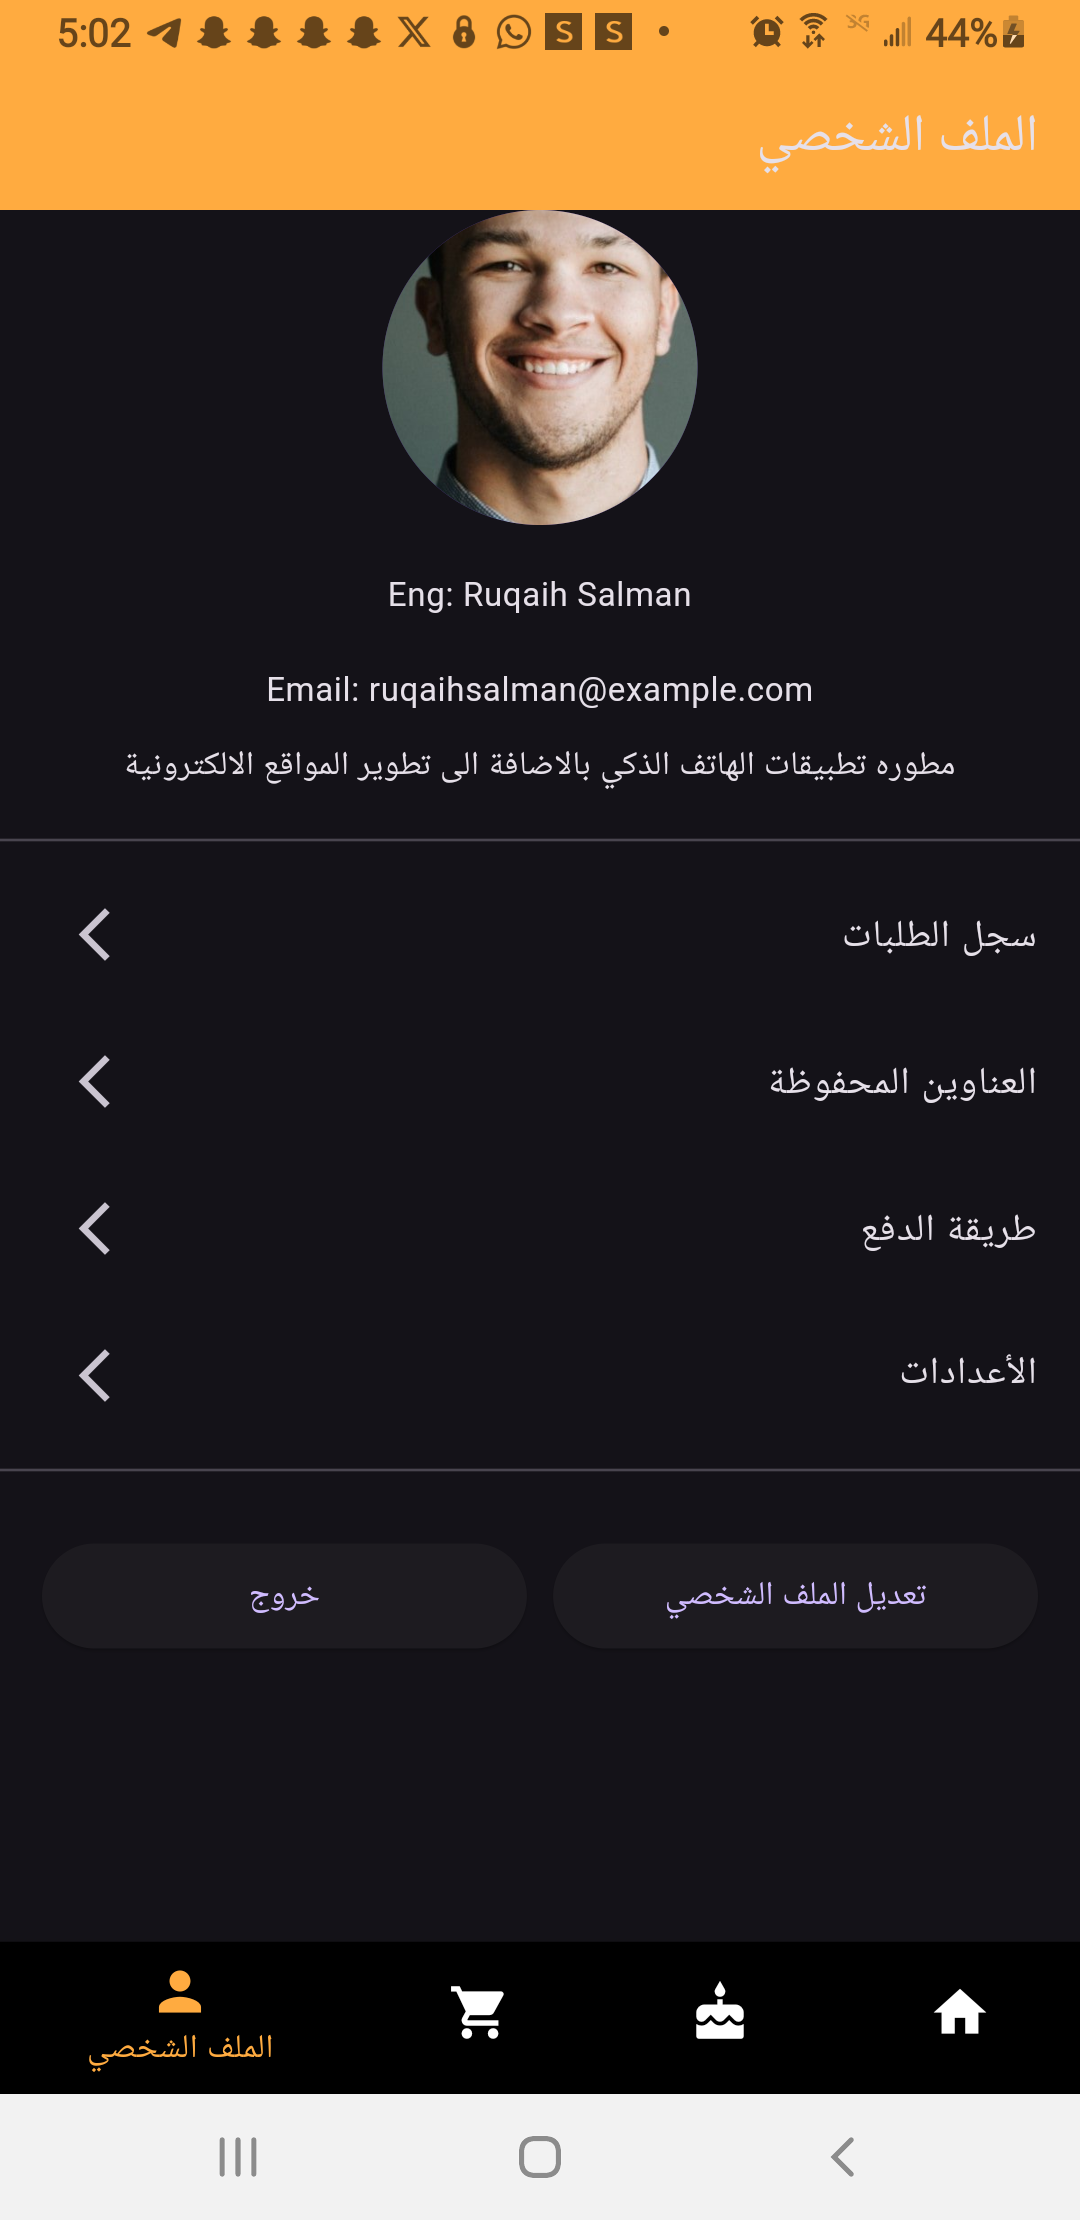 5:02
S S
3G 44%
الملف الشخصي
Eng: Ruqaih Salman
Email: ruqaihsalman@example.com
مطوره تطبيقات الهاتف الذكي بالاضافة الى تطوير المواقع الالكترونية
سجل الطلبات
العناوين المحفوظة
طريقة الدفع
الأعدادات
تعديل الملف الشخصي
خروج
الملف الشخصي